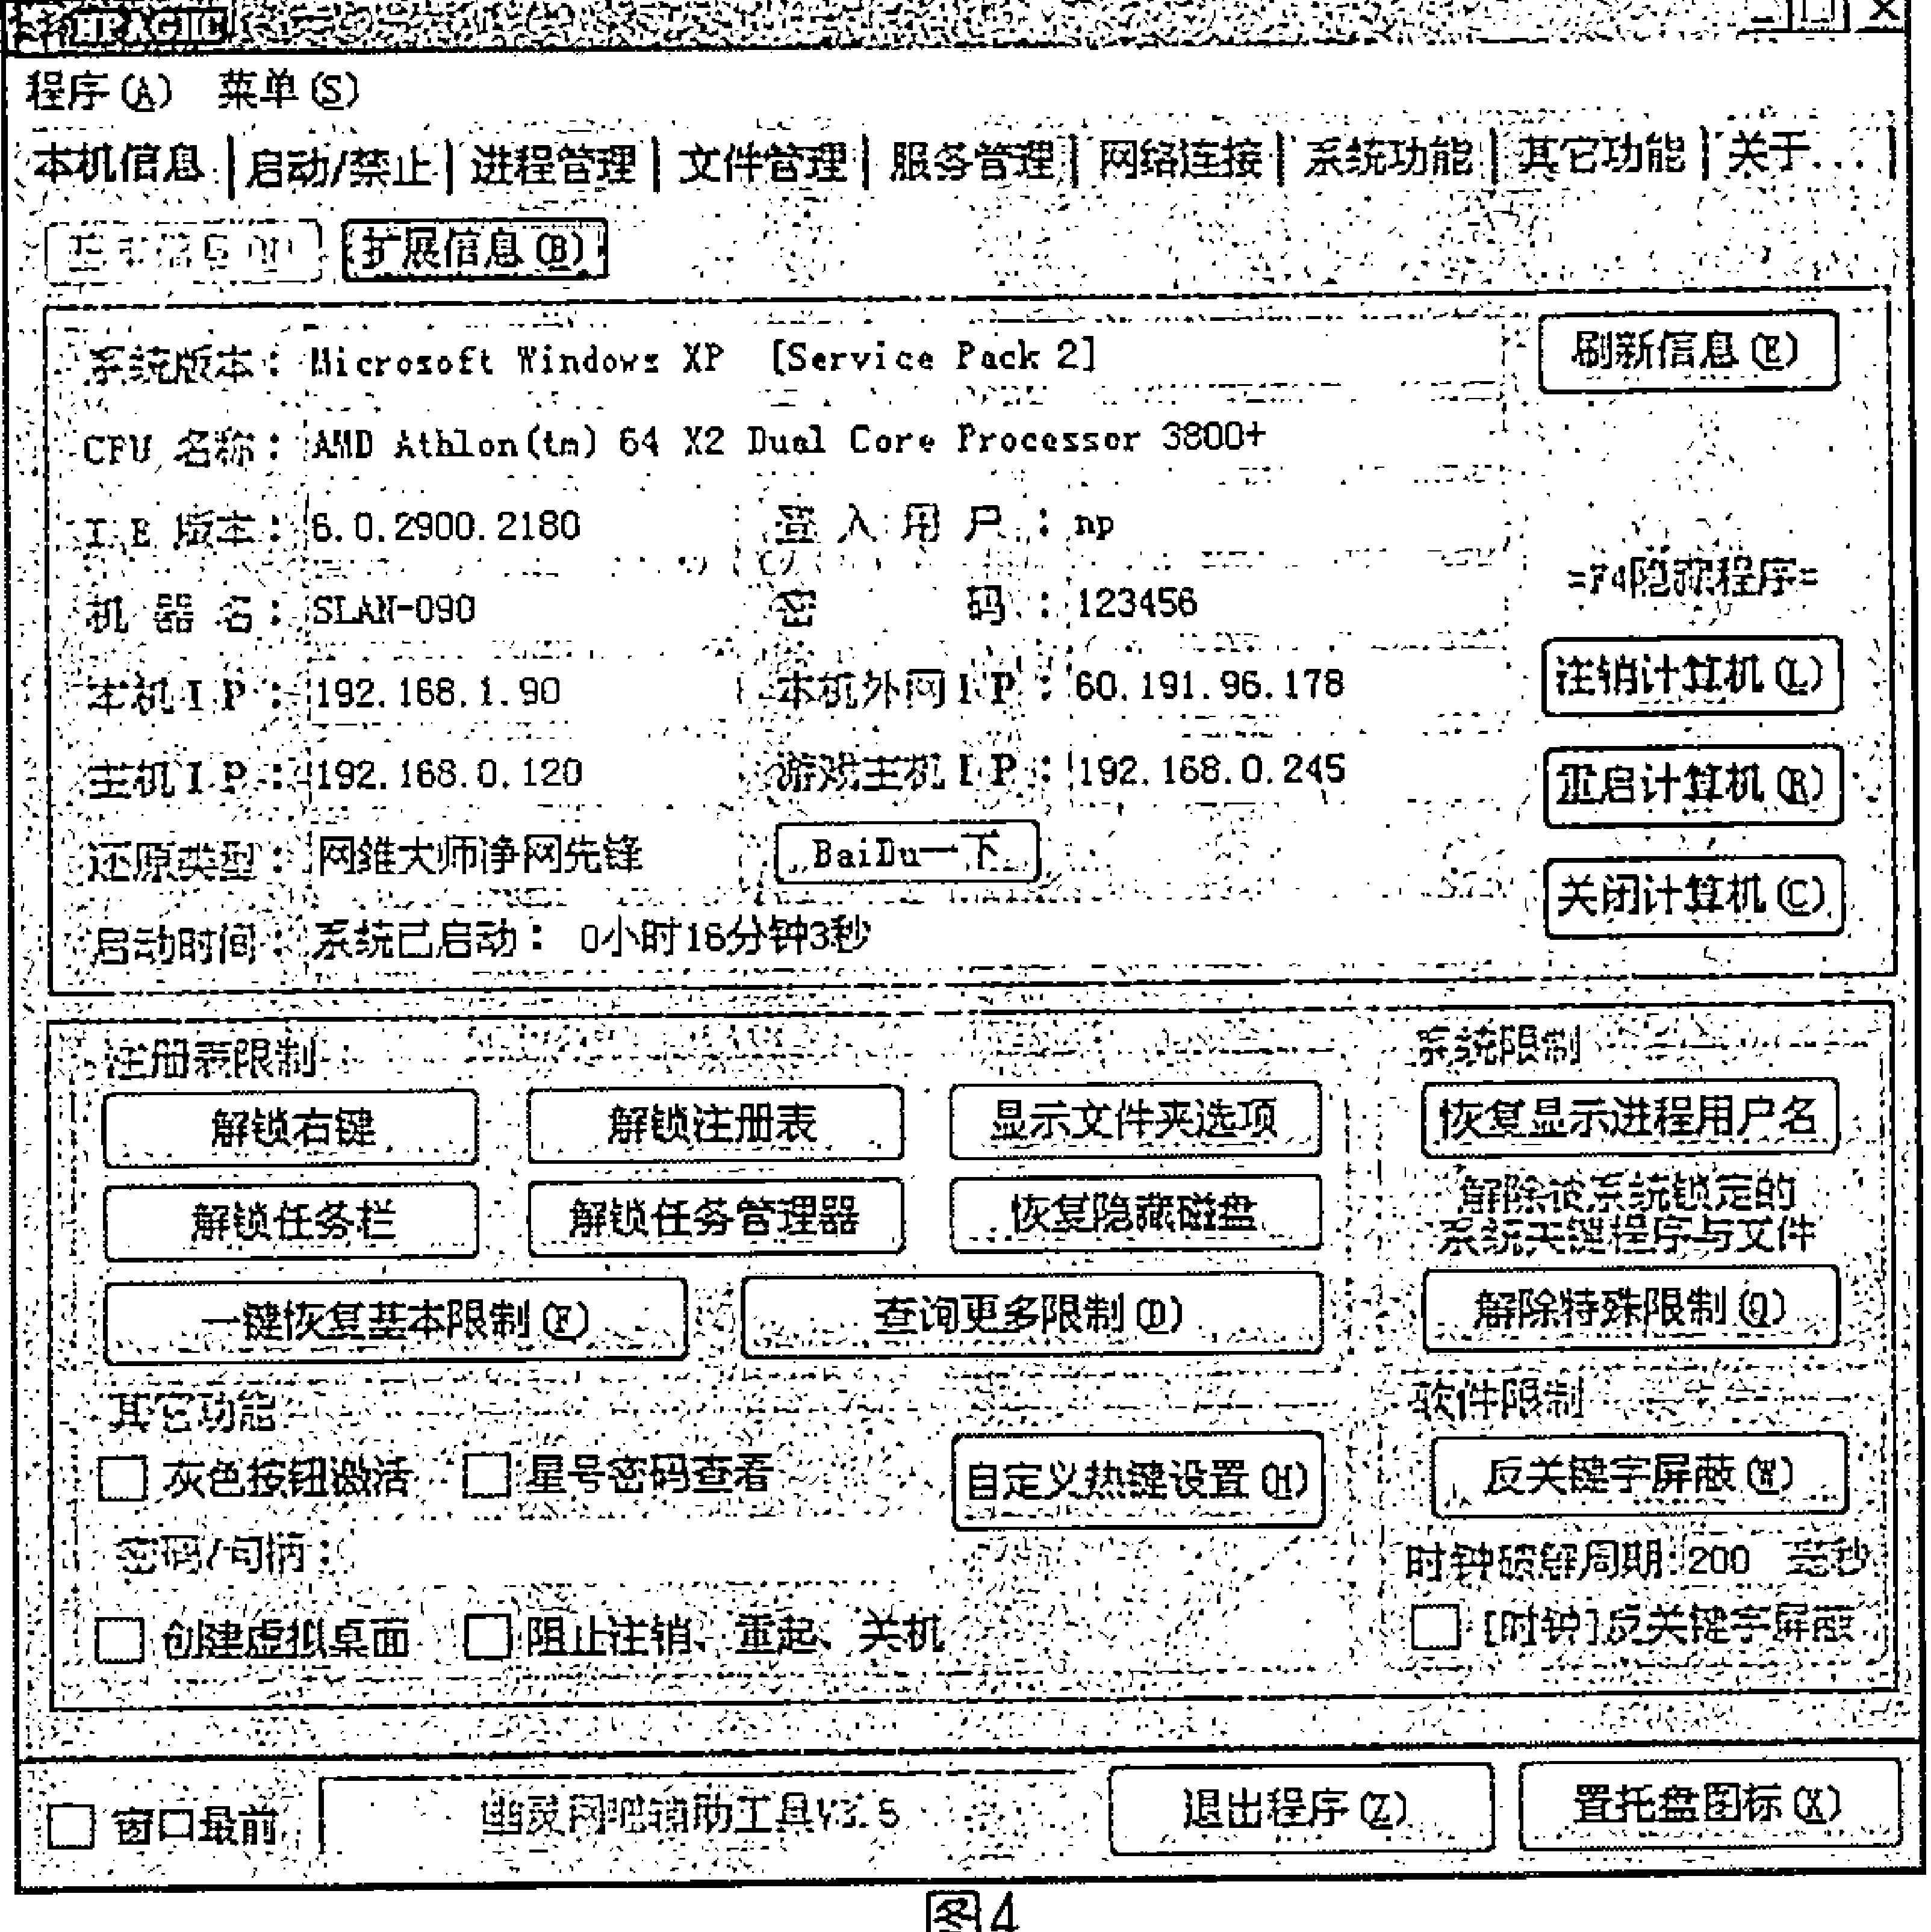 程序(A) 菜单(S)
本机信息 启动/禁止 进程管理 文件管理 服务管理 网络连接 系统功能 其它功能 关于...
扩展信息(B)
系统版本: Microsoft Windows XP [Service Pack 2] 刷新信息(E)
CPU 名称: AMD Athlon(tm) 64 X2 Dual Core Processor 3800+
I E 版本: 6.0.2900.2180 登入用户: np
=F4隐藏程序=
机器名: SLAN-090 密码: 123456
本机IP: 192.168.1.90 本机外网IP: 60.191.96.178 注销计算机(L)
主机IP: 192.168.0.120 游戏主机IP: 192.168.0.245 重启计算机(R)
还原类型: 网维大师净网先锋 BaiDu一下 关闭计算机(C)
启动时间: 系统已启动: 0小时16分钟3秒
注册表限制 系统限制
解锁右键 解锁注册表 显示文件夹选项 恢复显示进程用户名
解锁任务栏 解锁任务管理器 恢复隐藏磁盘 解除被系统锁定的
系统关键程序与文件
一键恢复基本限制(F) 查询更多限制(D) 解除特殊限制(Q)
其它功能 软件限制
灰色按钮激活 星号密码查看 自定义热键设置(H) 反关键字屏蔽(W)
密码/句柄: 时钟破解周期:200 毫秒
创建虚拟桌面 阻止注销、重起、关机 [时钟]反关键字屏蔽
窗口最前 幽灵网吧辅助工具V3.5 退出程序(Z) 置托盘图标(X)
图4